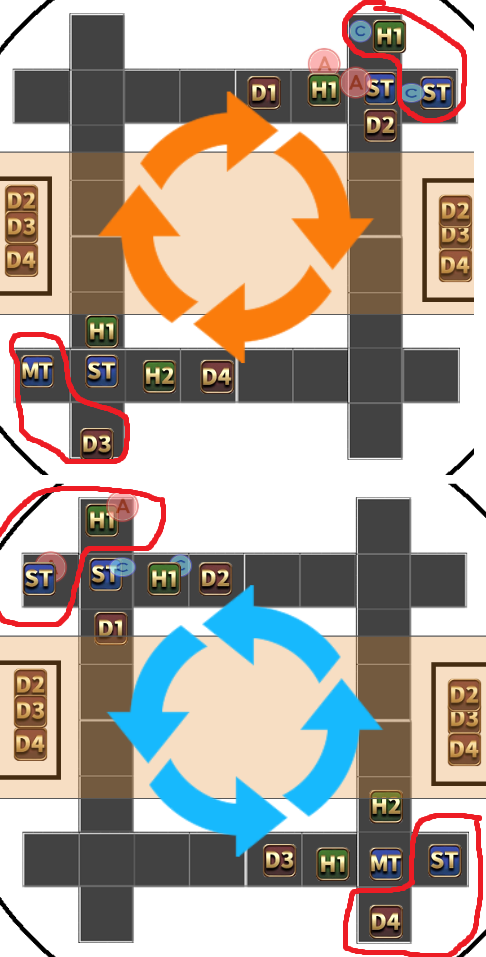 C H1
A
D1 H1 A ST C ST
D2
D2 D2
D3 D3
D4 D4
H1
MT ST H2 D4
D3
H1 A
ST A ST C H1 C D2
D1
D2 D2
D3 D3
D4 D4
H2
D3 H1 MT ST
D4